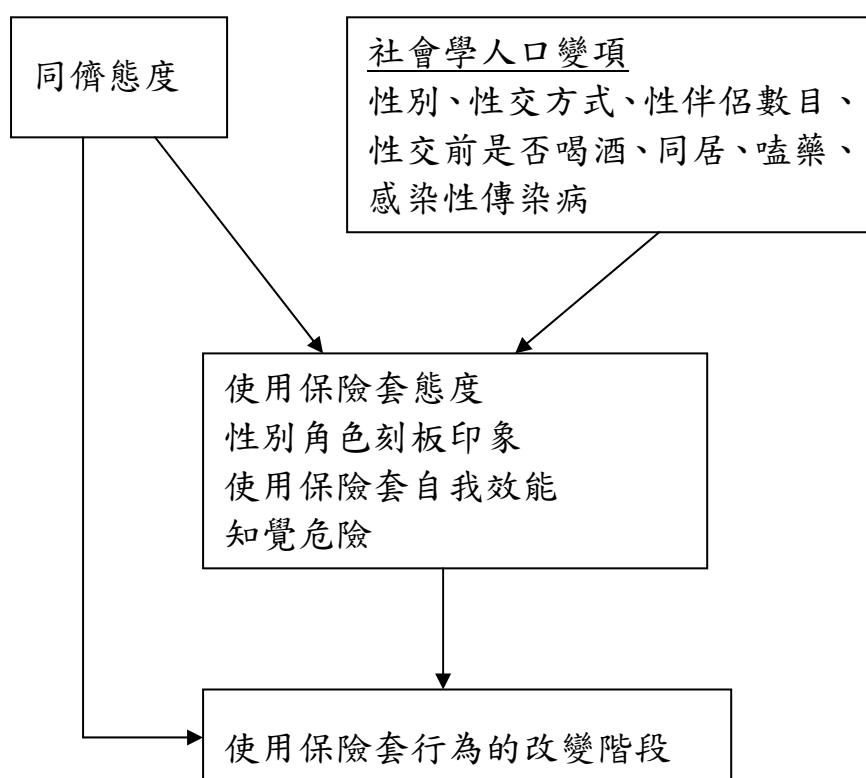 同儕態度
社會學人口變項
性別、性交方式、性伴侶數目、
性交前是否喝酒、同居、嗑藥、
感染性傳染病
使用保險套態度
性別角色刻板印象
使用保險套自我效能
知覺危險
使用保險套行為的改變階段